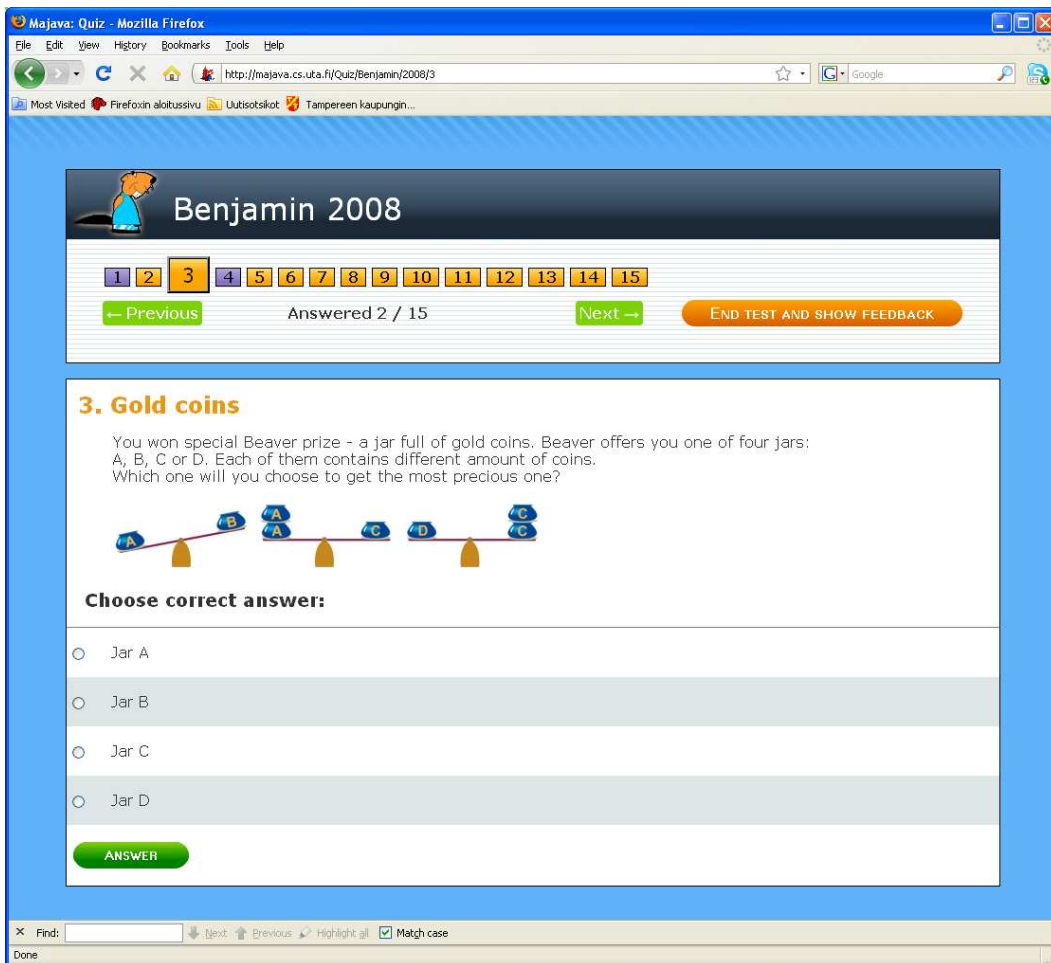 Majava: Quiz - Mozilla Firefox
File Edit View History Bookmarks Tools Help
http://majava.cs.uta.fi/Quiz/Benjamin/2008/3 G Google
Most Visited Firefoxin aloitussivu Uutisotsikot Tampereen kaupungin...
Benjamin 2008
1 2 3 4 5 6 7 8 9 10 11 12 13 14 15
← Previous Answered 2 / 15 Next → END TEST AND SHOW FEEDBACK
3. Gold coins
You won special Beaver prize - a jar full of gold coins. Beaver offers you one of four jars:
A, B, C or D. Each of them contains different amount of coins.
Which one will you choose to get the most precious one?
A B A A C D C C
Choose correct answer:
Jar A
Jar B
Jar C
Jar D
ANSWER
× Find: Next Previous Highlight all Match case
Done